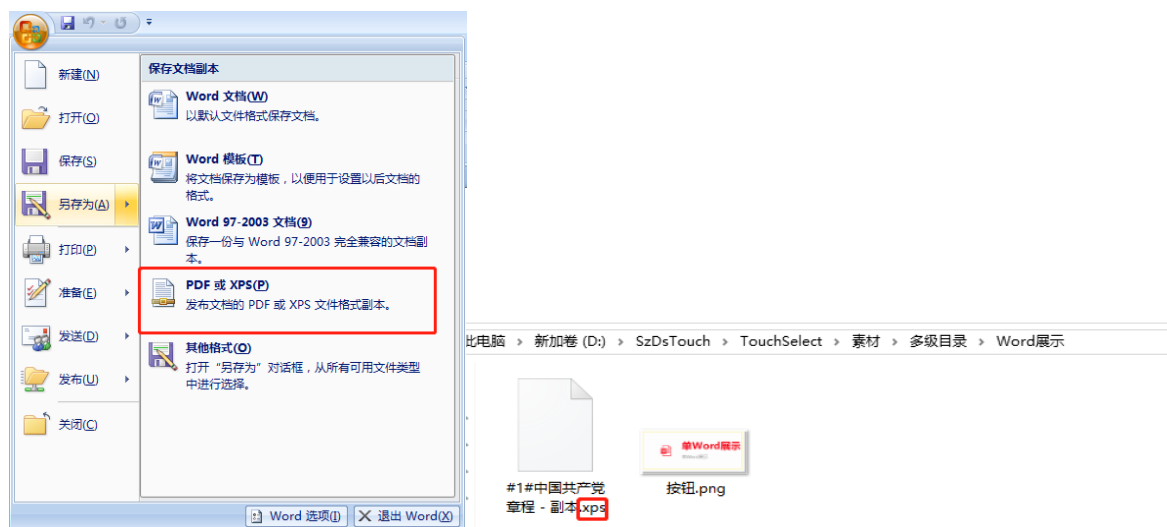 新建(N)
打开(O)
保存(S)
另存为(A)
打印(P)
准备(E)
发送(D)
发布(U)
关闭(C)
保存文档副本
Word 文档(W)
以默认文件格式保存文档。
Word 模板(T)
将文档保存为模板，以便用于设置以后文档的
格式。
Word 97-2003 文档(9)
保存一份与 Word 97-2003 完全兼容的文档副
本。
PDF 或 XPS(P)
发布文档的 PDF 或 XPS 文件格式副本。
其他格式(O)
打开“另存为”对话框，从所有可用文件类型
中进行选择。
Word 选项(I) 退出 Word(X)
此电脑 › 新加卷 (D:) › SzDsTouch › TouchSelect › 素材 › 多级目录 › Word展示
单Word展示
#1#中国共产党
章程 - 副本.xps
按钮.png